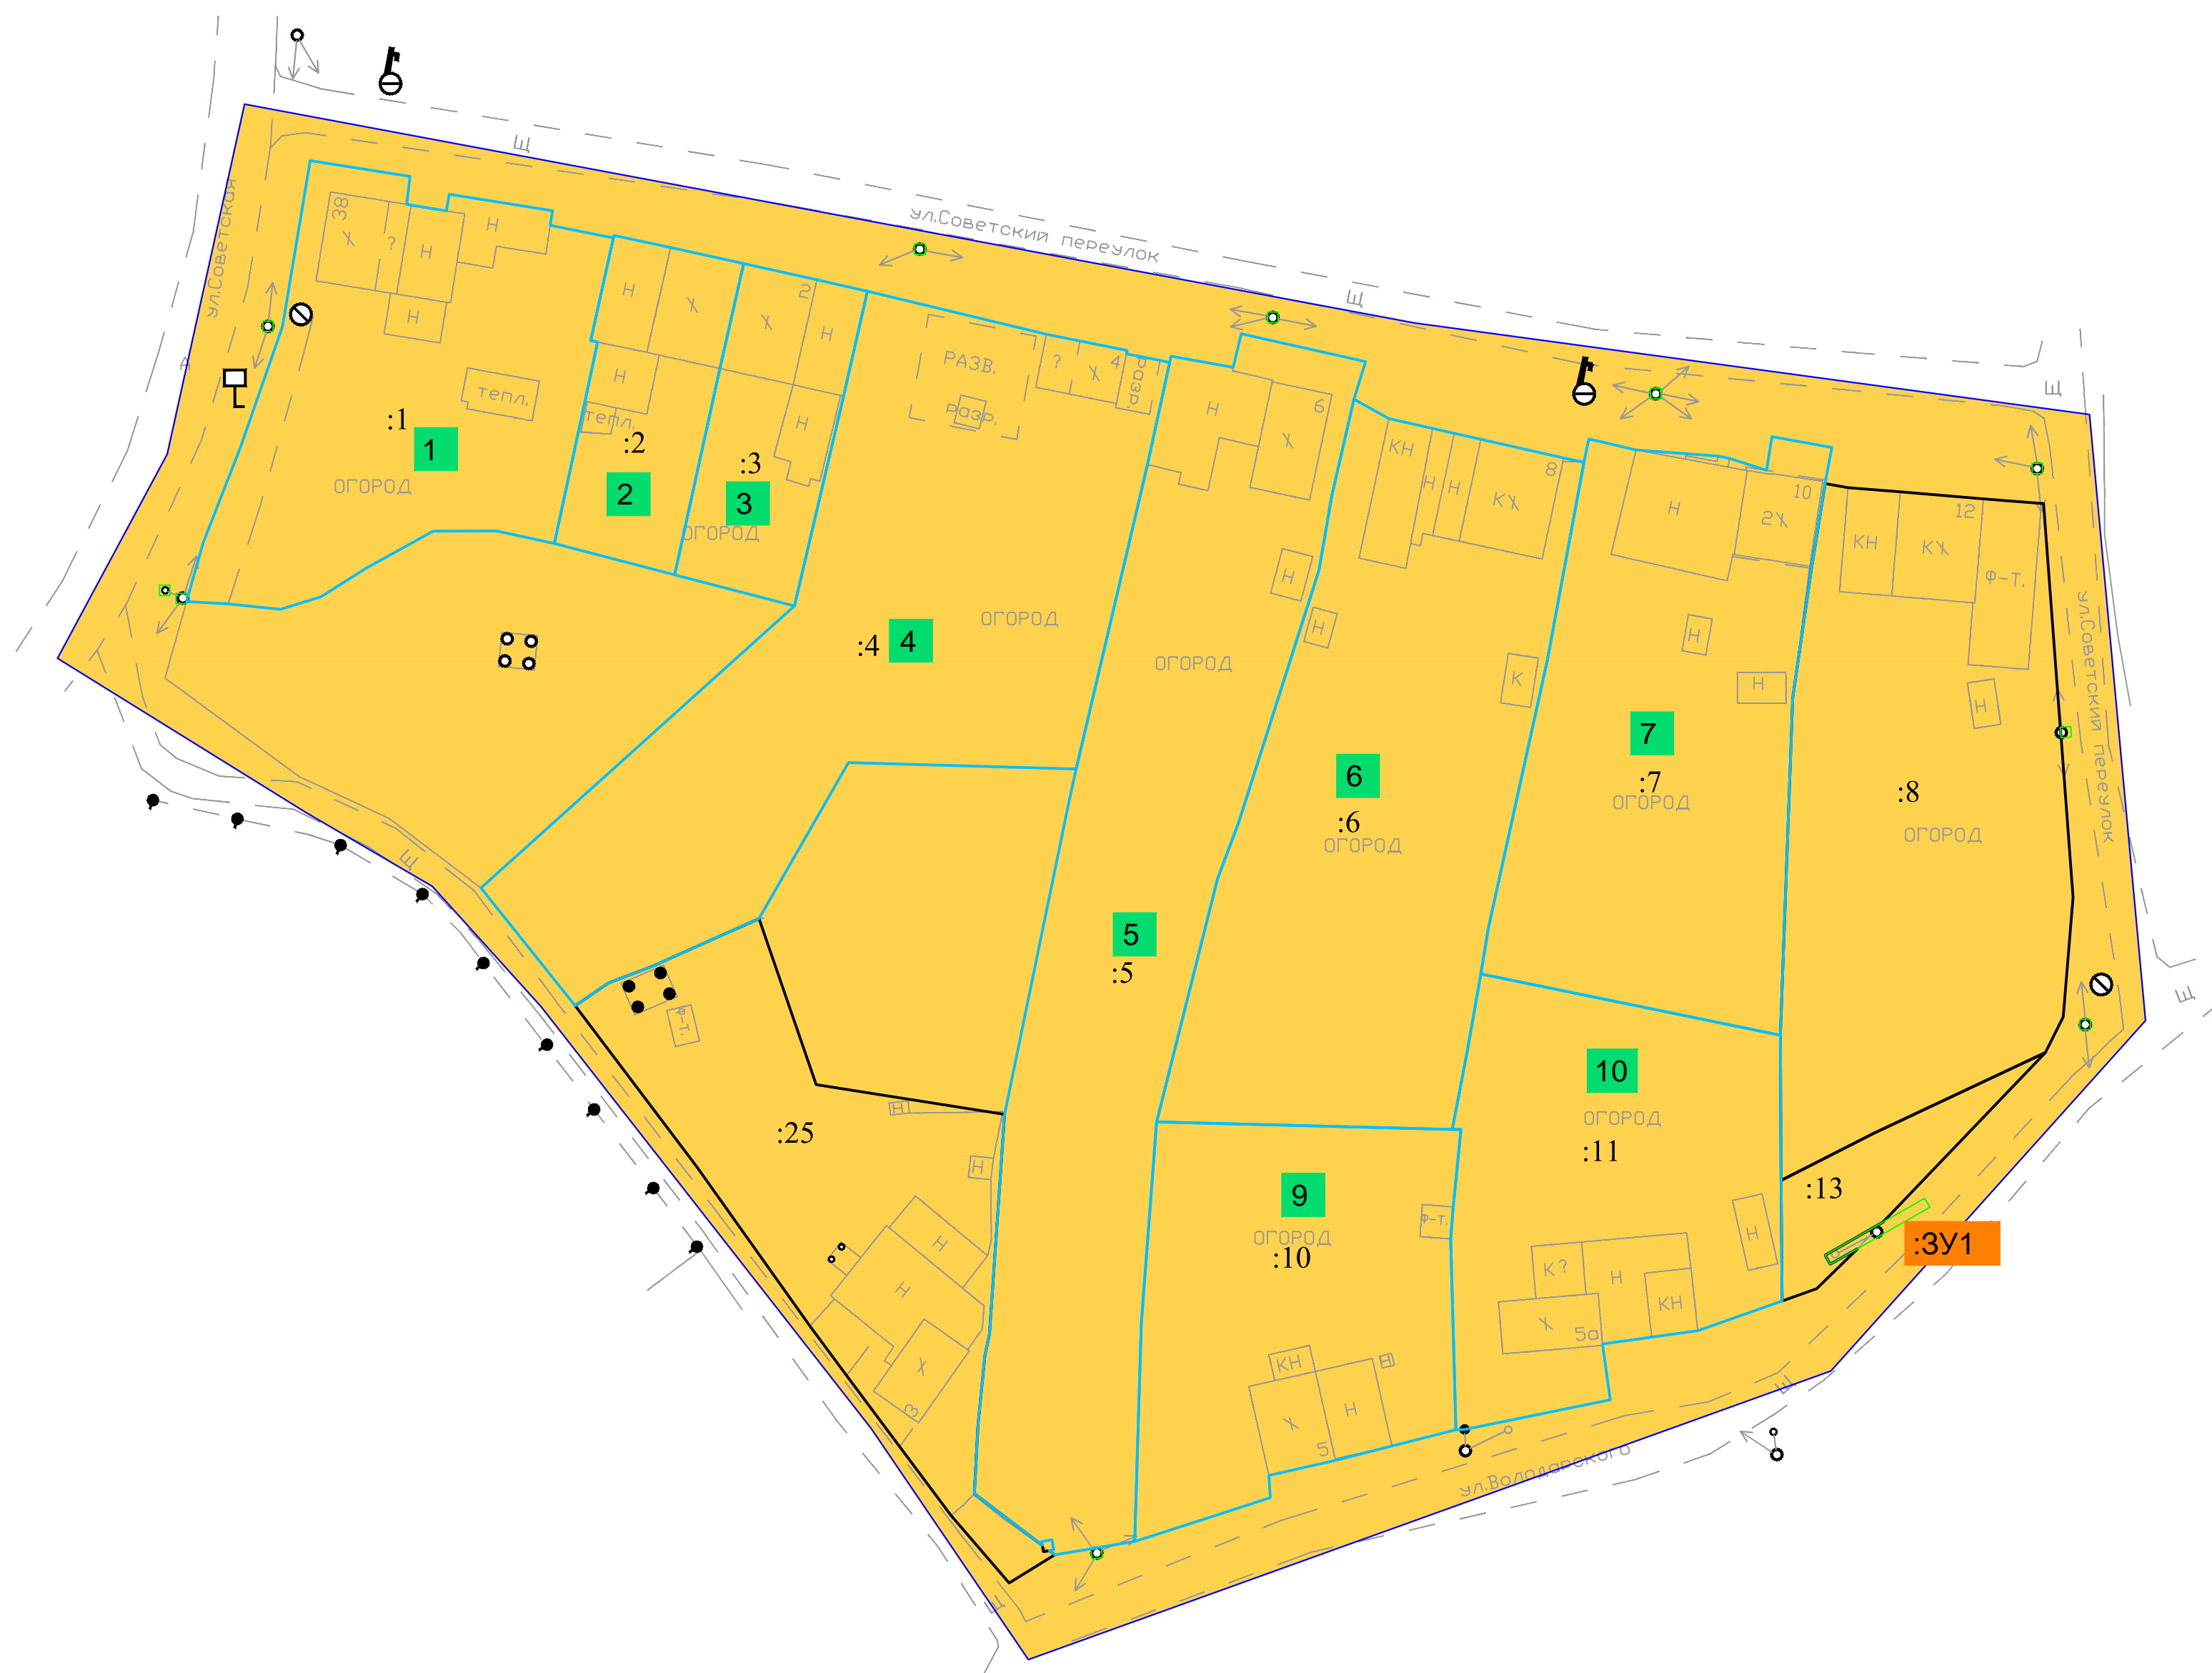 Щ
ул.Советский переулок
Щ
Щ
ул.Советская
38
Х
?
Н
Н
Н
Н
Х
2
Х
Н
РАЗВ.
разр.
?
4
Х
разр.
Н
6
Х
КН
Н
Н
КХ
8
Н
2Х
10
КН
КХ
12
Ф-Т.
А
тепл.
:1
1
ОГОРОД
Н
тепл.
:2
2
Н
:3
3
ОГОРОД
:4
4
ОГОРОД
ОГОРОД
Н
Н
К
Н
Н
Н
ул.Советский переулок
7
:7
ОГОРОД
6
:6
ОГОРОД
:8
ОГОРОД
Щ
5
:5
Щ
Ф-Т.
Н
:25
Н
10
ОГОРОД
:11
9
ОГОРОД
:10
Ф-Т.
:13
:ЗУ1
Н
Н
Н
Х
3
К?
Н
КН
Х
5а
КН
Н
Х
Н
5
Щ
ул.Володарского
Щ